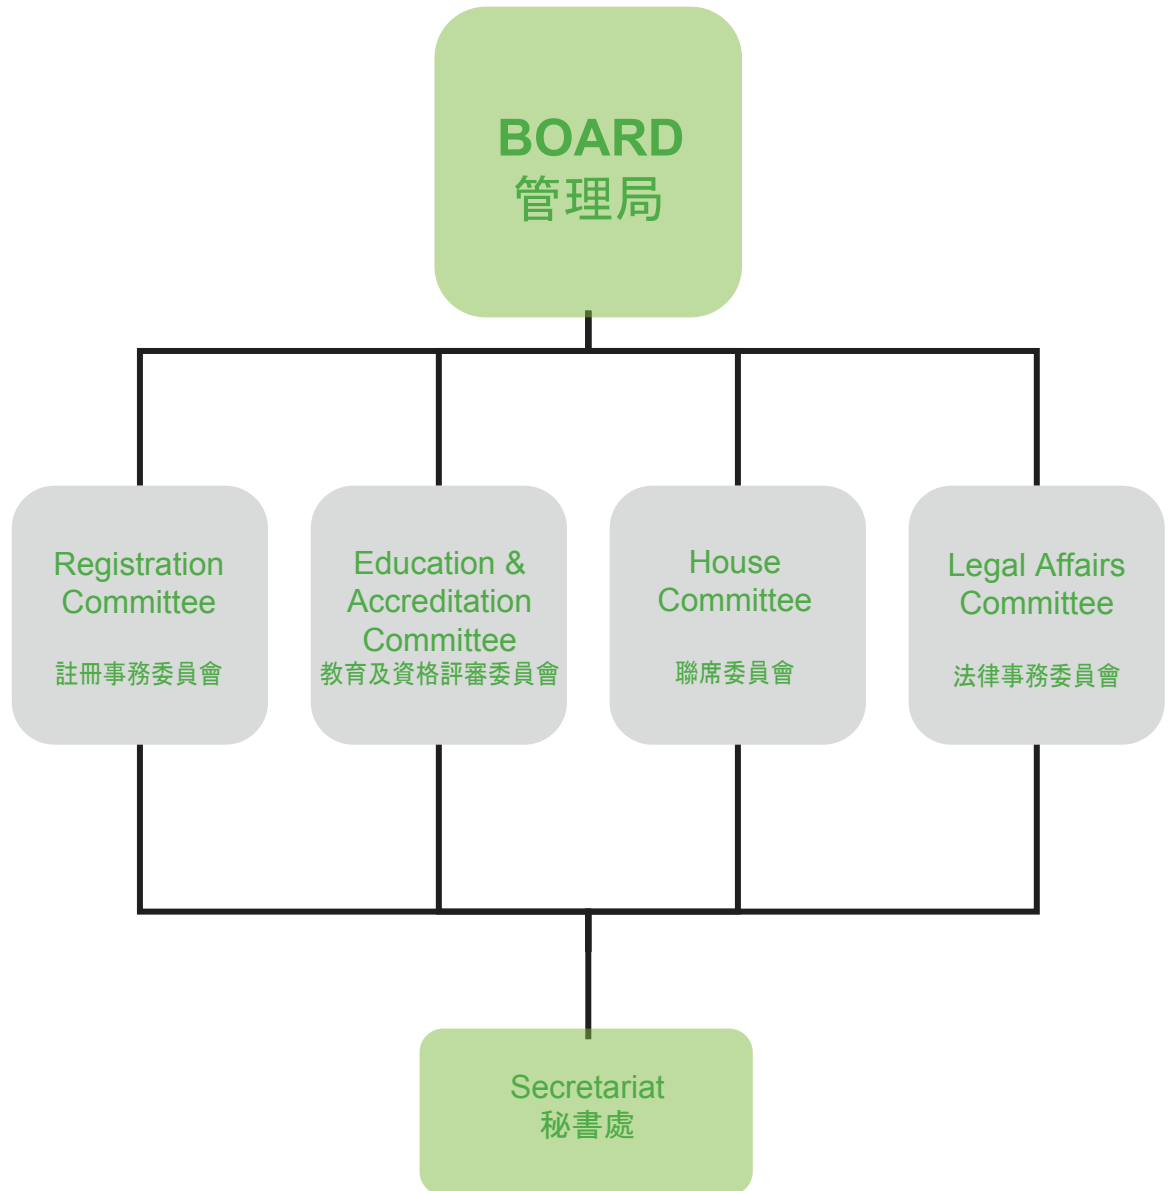 BOARD
管理局
Registration
Committee
註冊事務委員會
Education &
Accreditation
Committee
教育及資格評審委員會
House
Committee
聯席委員會
Legal Affairs
Committee
法律事務委員會
Secretariat
秘書處